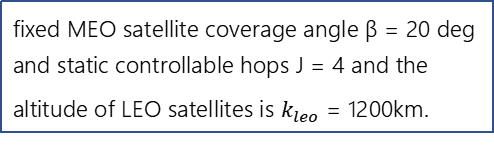 fixed MEO satellite coverage angle β = 20 deg
and static controllable hops J = 4 and the
altitude of LEO satellites is k_leo = 1200km.